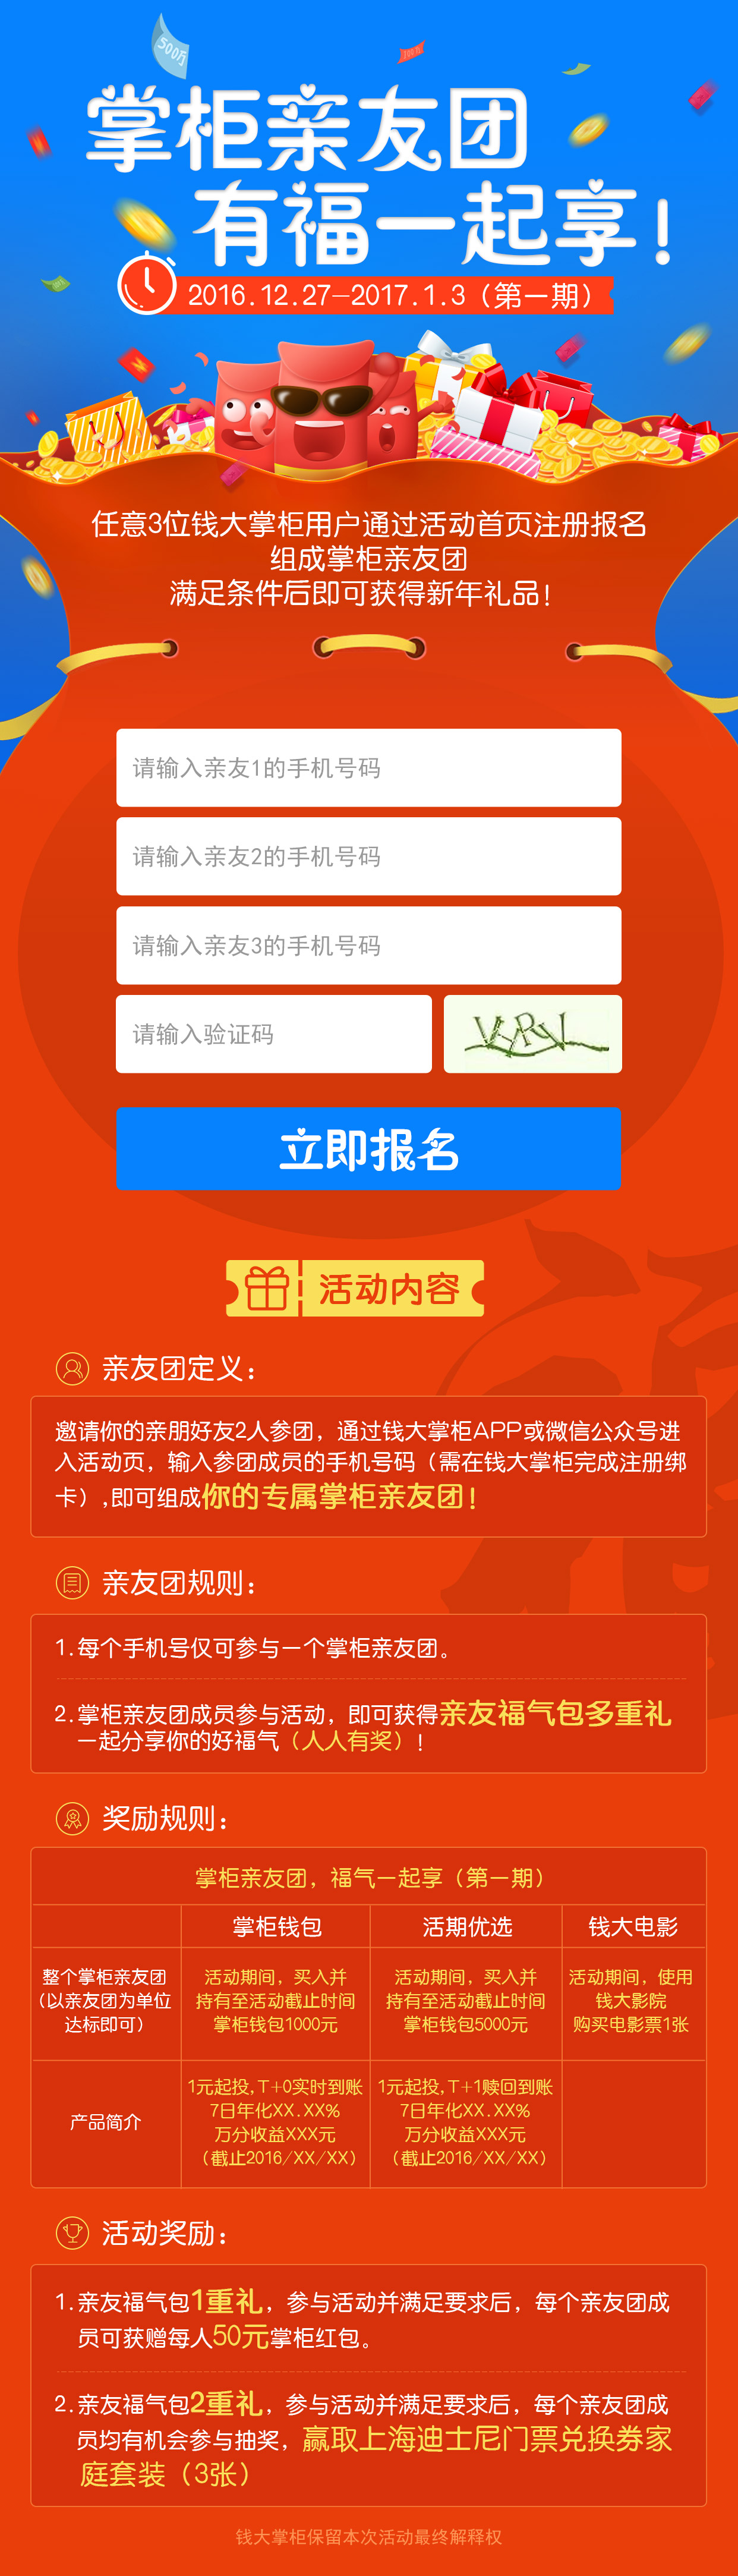 500万
掌柜亲友团
有福一起享!
2016.12.27-2017.1.3（第一期）
任意3位钱大掌柜用户通过活动首页注册报名
组成掌柜亲友团
满足条件后即可获得新年礼品!
请输入亲友1的手机号码
请输入亲友2的手机号码
请输入亲友3的手机号码
请输入验证码
立即报名
活动内容
亲友团定义：
邀请你的亲朋好友2人参团，通过钱大掌柜APP或微信公众号进
入活动页，输入参团成员的手机号码（需在钱大掌柜完成注册绑
卡）,即可组成你的专属掌柜亲友团！
亲友团规则：
1.每个手机号仅可参与一个掌柜亲友团。
2.掌柜亲友团成员参与活动，即可获得亲友福气包多重礼
一起分享你的好福气（人人有奖）！
奖励规则：
掌柜亲友团，福气一起享（第一期）
掌柜钱包 活期优选 钱大电影
整个掌柜亲友团
（以亲友团为单位
达标即可）
活动期间，买入并
持有至活动截止时间
掌柜钱包1000元
活动期间，买入并
持有至活动截止时间
掌柜钱包5000元
活动期间，使用
钱大影院
购买电影票1张
产品简介
1元起投,T+0实时到账
7日年化XX.XX%
万分收益XXX元
（截止2016/XX/XX）
1元起投,T+1赎回到账
7日年化XX.XX%
万分收益XXX元
（截止2016/XX/XX）
活动奖励：
1.亲友福气包1重礼，参与活动并满足要求后，每个亲友团成
员可获赠每人50元掌柜红包。
2.亲友福气包2重礼，参与活动并满足要求后，每个亲友团成
员均有机会参与抽奖，赢取上海迪士尼门票兑换券家
庭套装（3张）
钱大掌柜保留本次活动最终解释权